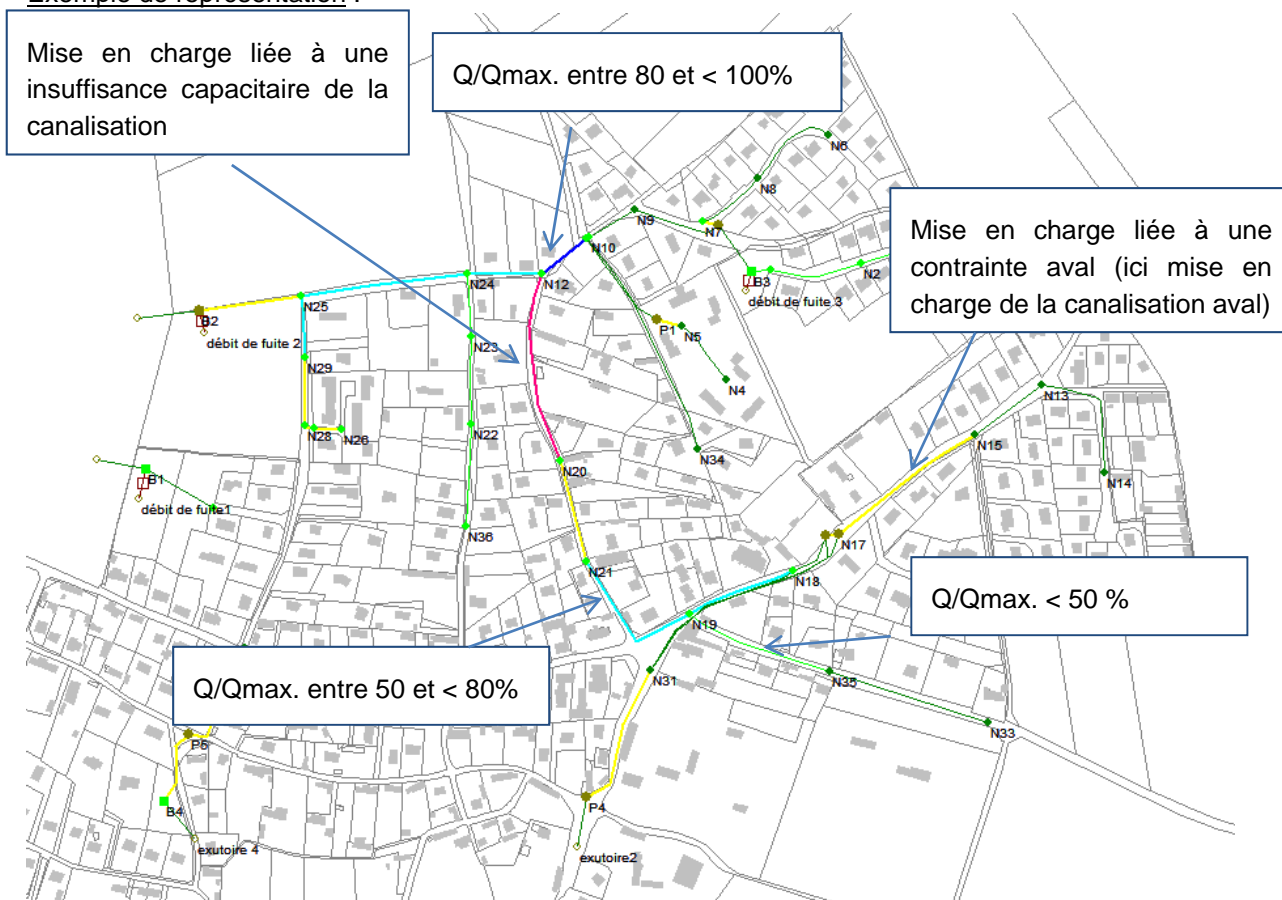 Exemple de représentation :
Mise en charge liée à une
insuffisance capacitaire de la
canalisation
Q/Qmax. entre 80 et < 100%
Mise en charge liée à une
contrainte aval (ici mise en
charge de la canalisation aval)
Q/Qmax. < 50 %
Q/Qmax. entre 50 et < 80%
N6
N8
N9
N7
N10
N2
B3
débit de fuite 3
N24
N12
N25
B2
débit de fuite 2
P1
N5
N23
N29
N4
N13
N28
N26
N22
N15
N20
N34
N14
B1
débit de fuite1
N36
N17
N21
N18
N19
N31
N35
N33
P5
B4
P4
exutoire 4
exutoire2